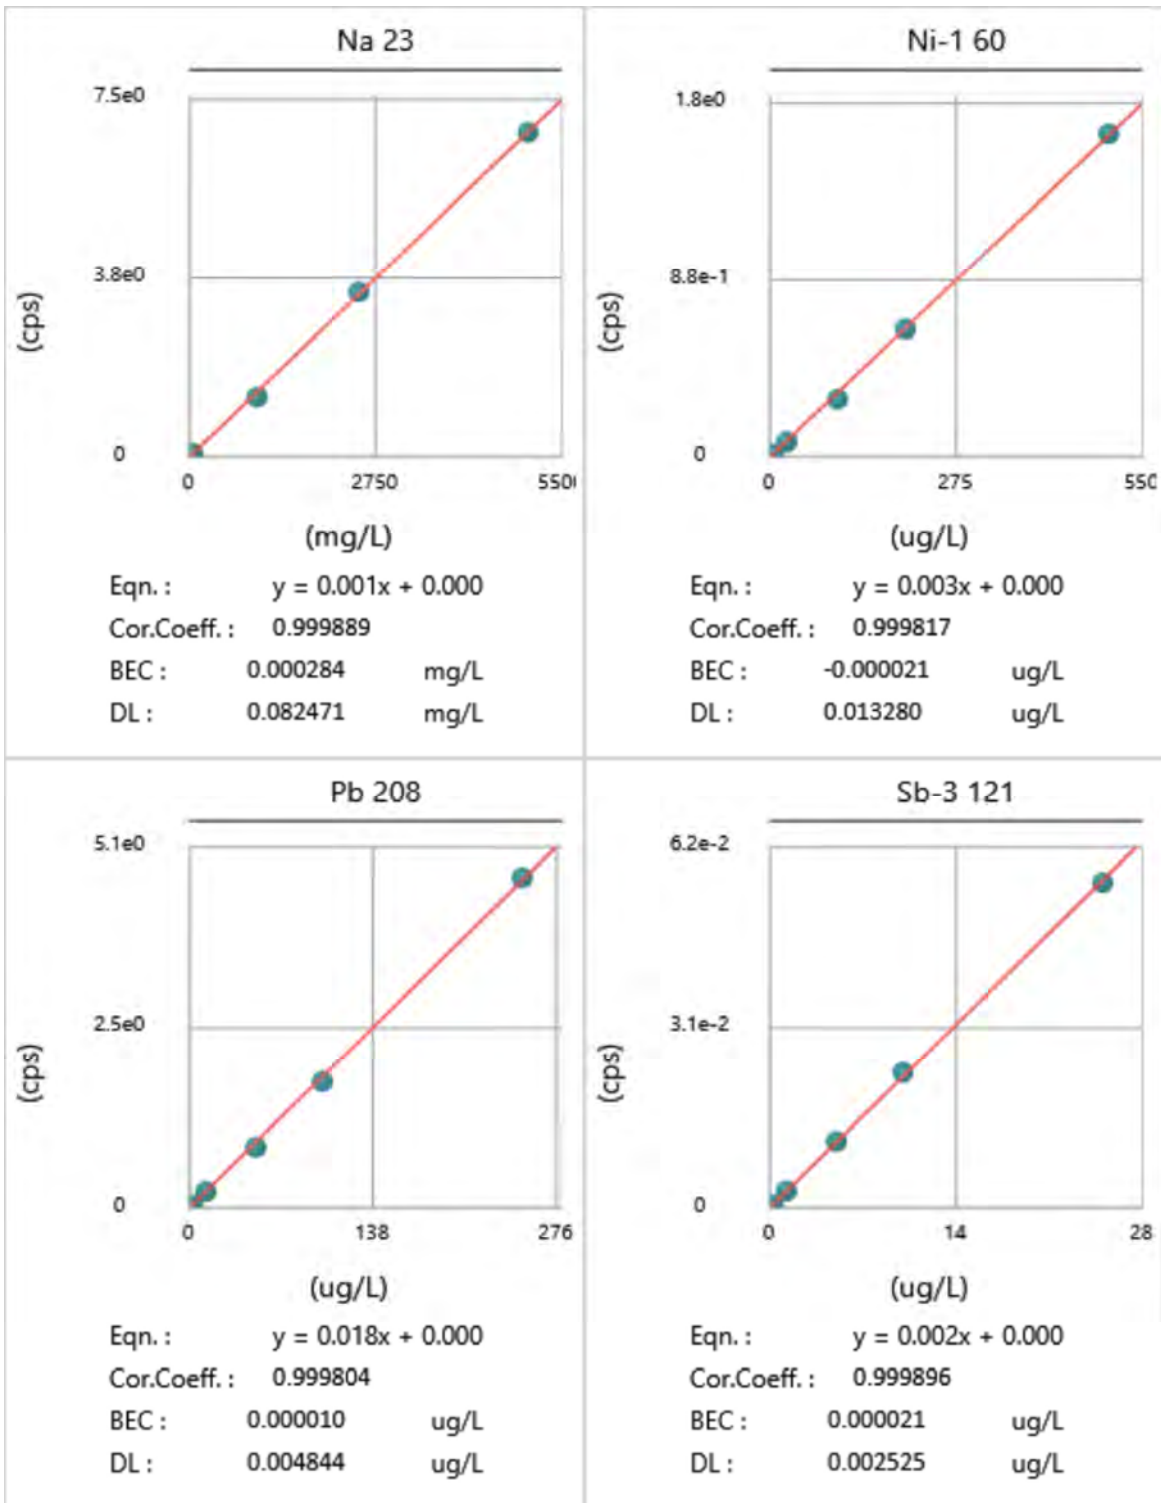 Na 23
7.5e0
3.8e0
0
(cps)
0 2750
(mg/L)
Eqn. : y = 0.001x + 0.000
Cor.Coeff. : 0.999889
BEC : 0.000284 mg/L
DL : 0.082471 mg/L
Ni-1 60
1.8e0
8.8e-1
0
(cps)
0 275
(ug/L)
Eqn. : y = 0.003x + 0.000
Cor.Coeff. : 0.999817
BEC : -0.000021 ug/L
DL : 0.013280 ug/L
Pb 208
5.1e0
2.5e0
0
(cps)
0 138 276
(ug/L)
Eqn. : y = 0.018x + 0.000
Cor.Coeff. : 0.999804
BEC : 0.000010 ug/L
DL : 0.004844 ug/L
Sb-3 121
6.2e-2
3.1e-2
0
(cps)
0 14 28
(ug/L)
Eqn. : y = 0.002x + 0.000
Cor.Coeff. : 0.999896
BEC : 0.000021 ug/L
DL : 0.002525 ug/L